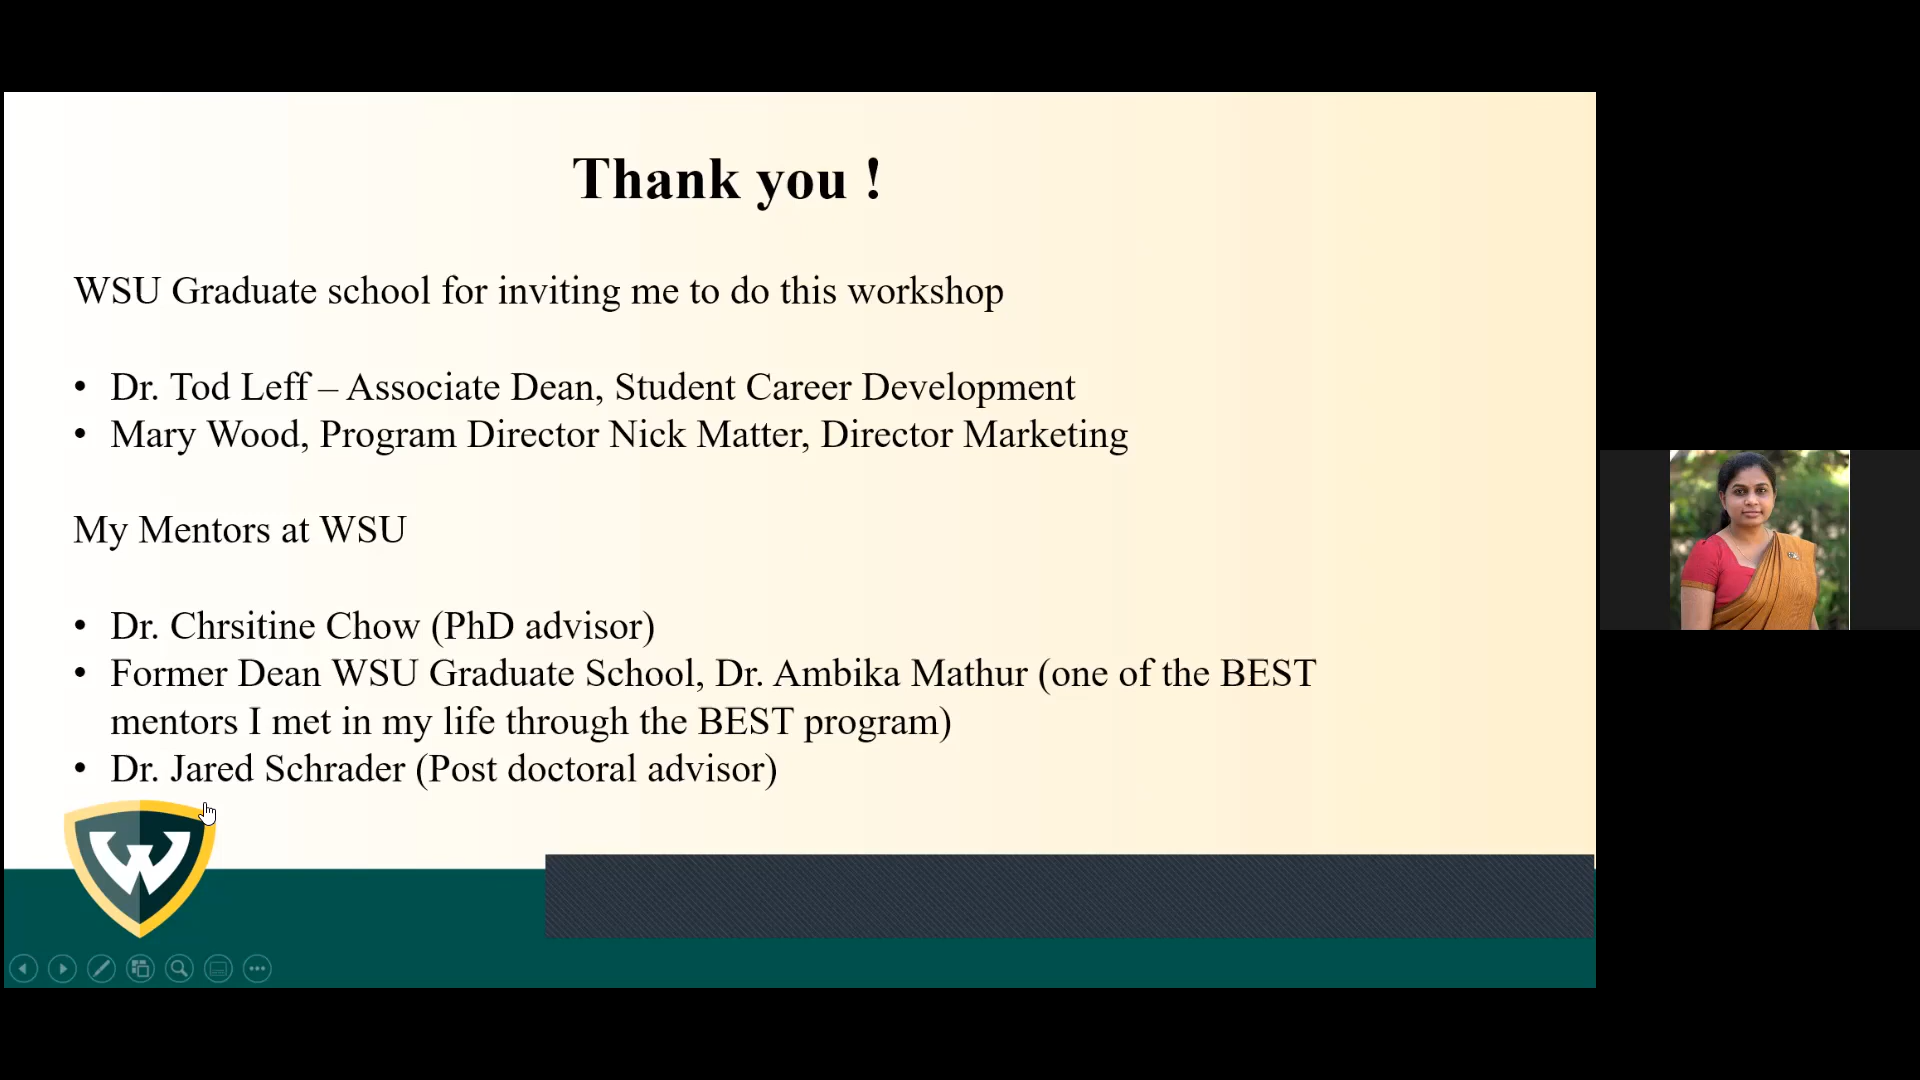 Thank you !
WSU Graduate school for inviting me to do this workshop
• Dr. Tod Leff – Associate Dean, Student Career Development
• Mary Wood, Program Director Nick Matter, Director Marketing
My Mentors at WSU
• Dr. Chrsitine Chow (PhD advisor)
• Former Dean WSU Graduate School, Dr. Ambika Mathur (one of the BEST
mentors I met in my life through the BEST program)
• Dr. Jared Schrader (Post doctoral advisor)
W